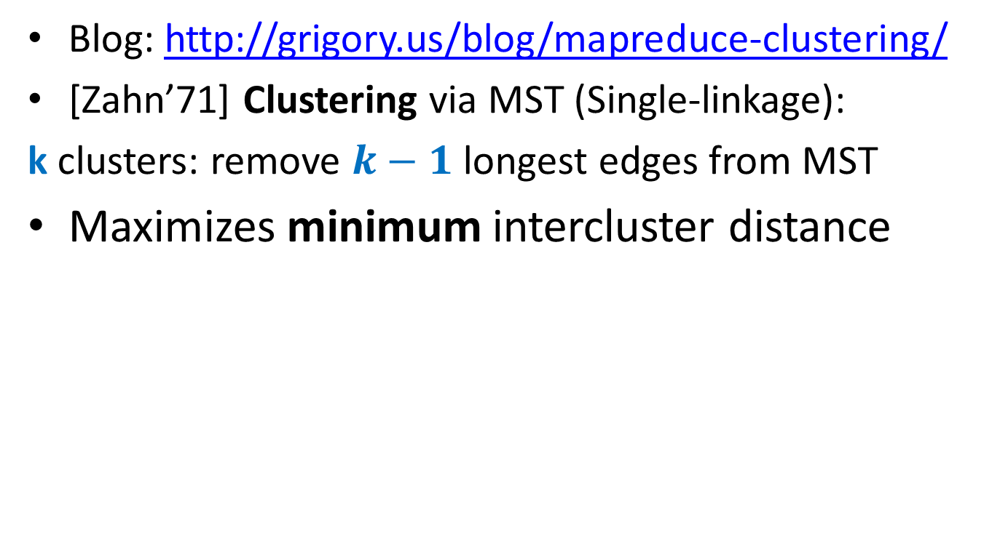 • Blog: http://grigory.us/blog/mapreduce-clustering/
• [Zahn’71] Clustering via MST (Single-linkage):
k clusters: remove k − 1 longest edges from MST
• Maximizes minimum intercluster distance